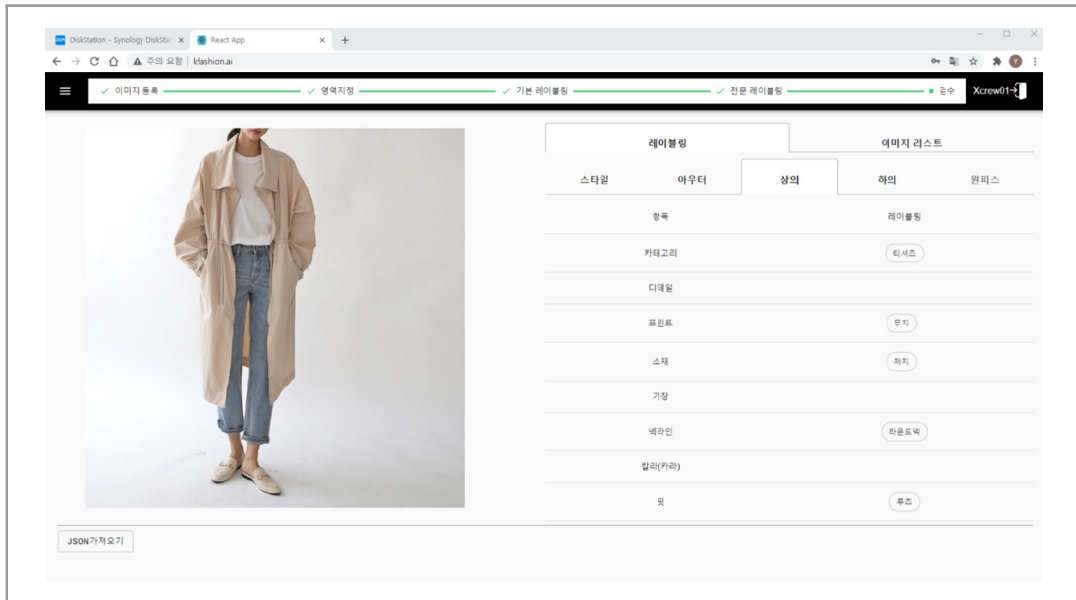 DiskStation - Synology DiskStat
React App
주의 요함 | kfashion.ai
이미지 등록
영역지정
기본 레이블링
전문 레이블링
검수
Xcrew01
레이블링
이미지 리스트
스타일
아우터
상의
하의
원피스
항목
레이블링
카테고리
티셔츠
디테일
프린트
무지
소재
저지
기장
넥라인
라운드넥
칼라(카라)
핏
루즈
JSON가져오기